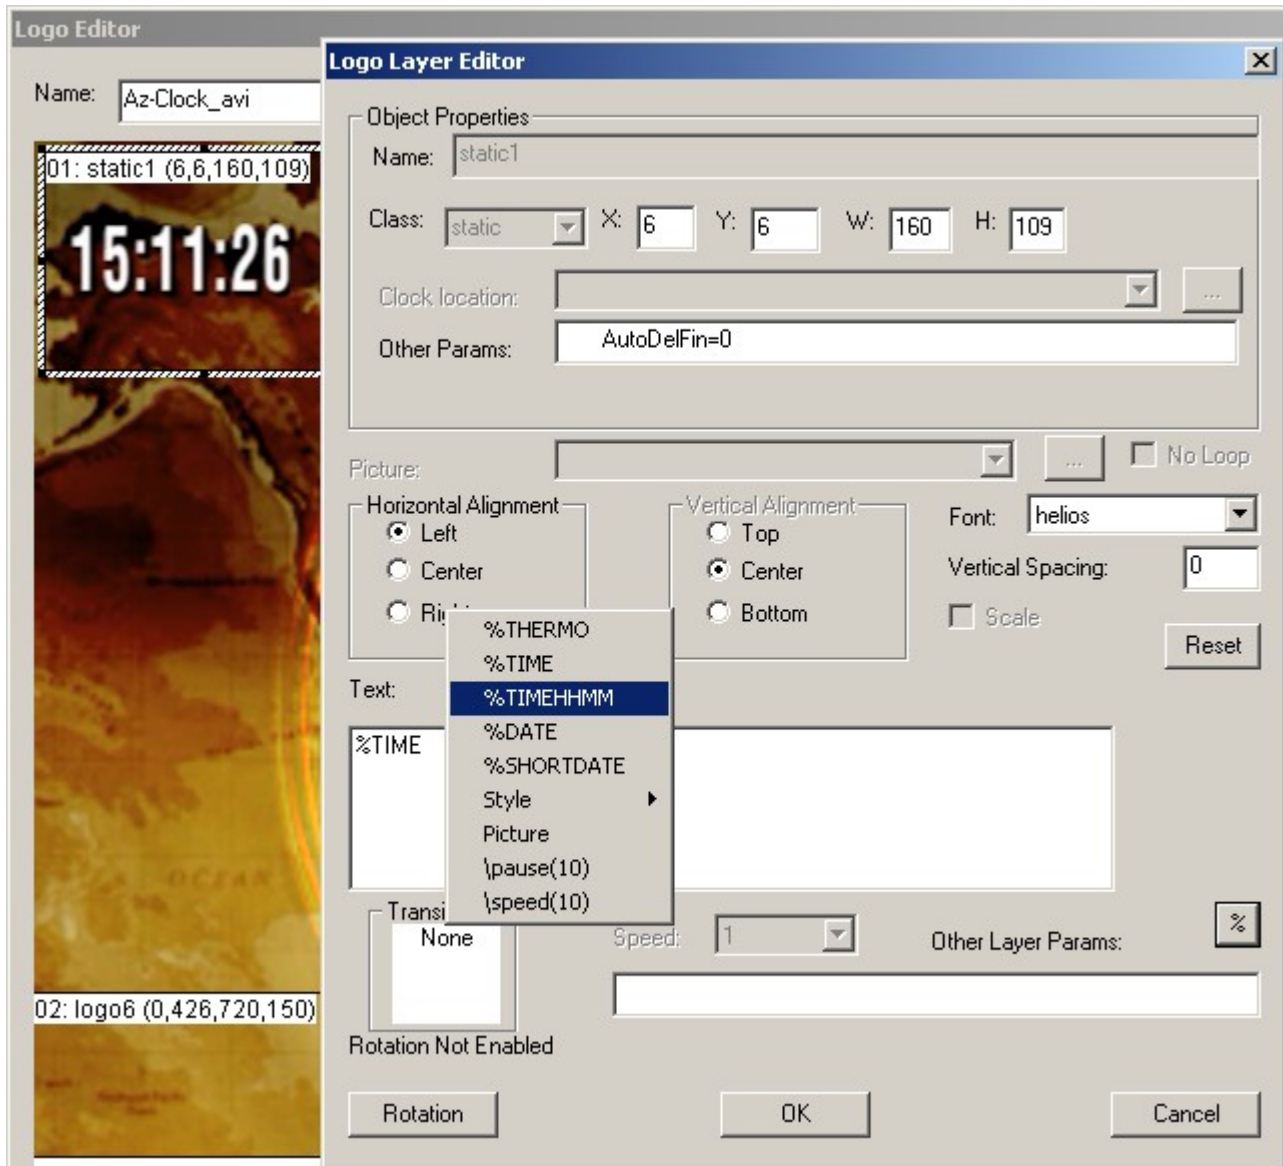 Logo Editor
Logo Layer Editor
Name: Az-Clock_avi
01: static1 (6,6,160,109)
15:11:26
02: logo6 (0,426,720,150)
OCEAN
Object Properties
Name: static1
Class: static X: 6 Y: 6 W: 160 H: 109
Clock location: ...
Other Params: AutoDelFin=0
Picture: ... No Loop
Horizontal Alignment
Left
Center
Vertical Alignment
Top
Center
Bottom
Font: helios
Vertical Spacing: 0
Scale
Reset
Text:
%TIME
%THERMO
%TIME
%TIMEHHMM
%DATE
%SHORTDATE
Style
Picture
\pause(10)
\speed(10)
None
Speed: 1
Other Layer Params: %
Rotation Not Enabled
Rotation OK Cancel